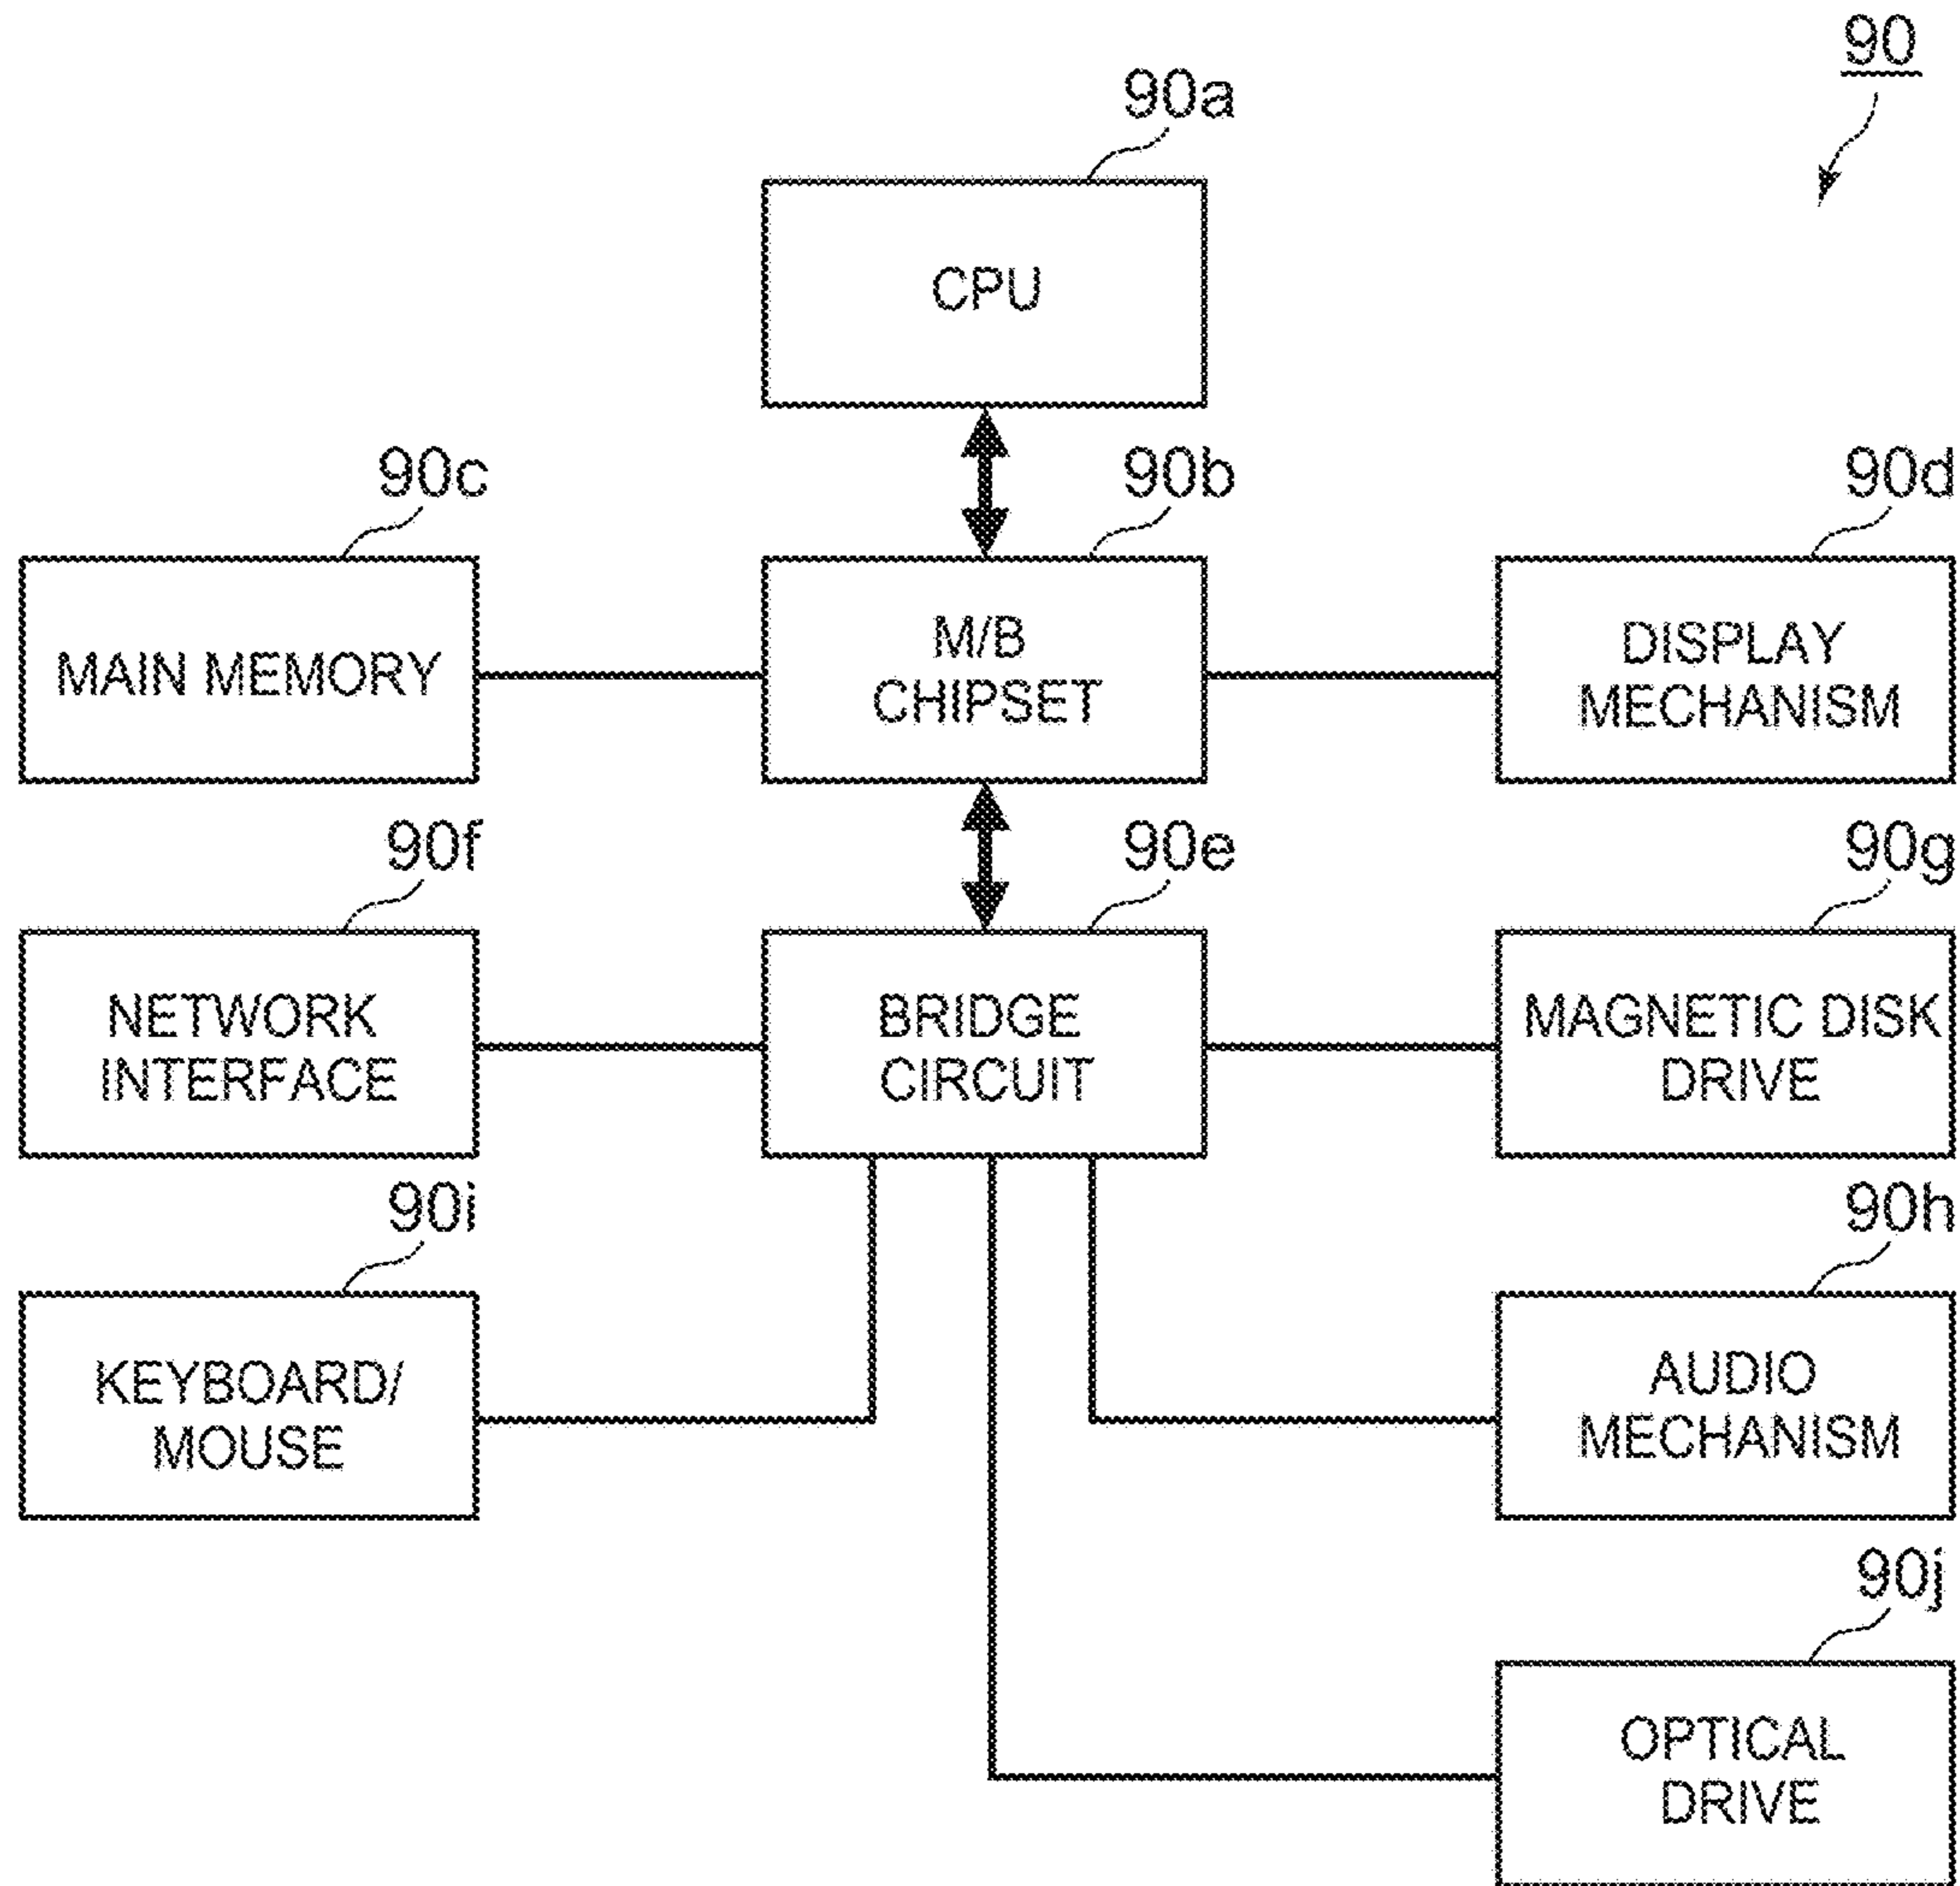 90
90a
CPU
90c
90b
90d
MAIN MEMORY
M/B
CHIPSET
DISPLAY
MECHANISM
90f
90e
90g
NETWORK
INTERFACE
BRIDGE
CIRCUIT
MAGNETIC DISK
DRIVE
90i
90h
KEYBOARD/
MOUSE
AUDIO
MECHANISM
90j
OPTICAL
DRIVE